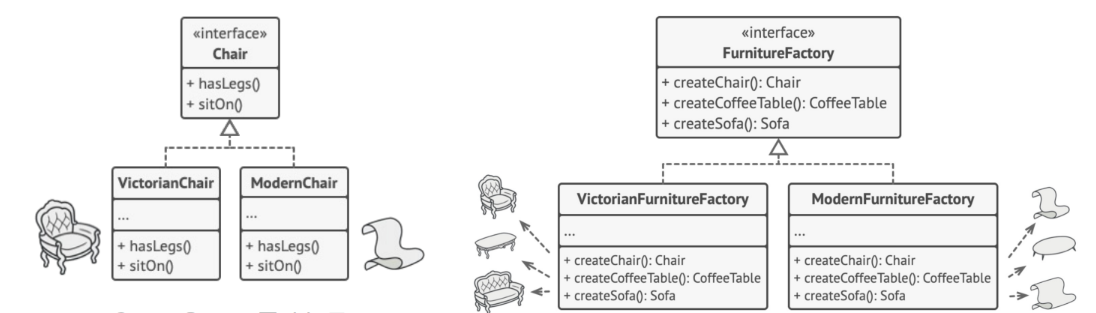 «interface»
Chair
+ hasLegs()
+ sitOn()
VictorianChair
...
+ hasLegs()
+ sitOn()
ModernChair
...
+ hasLegs()
+ sitOn()
«interface»
FurnitureFactory
+ createChair(): Chair
+ createCoffeeTable(): CoffeeTable
+ createSofa(): Sofa
VictorianFurnitureFactory
...
+ createChair(): Chair
+ createCoffeeTable(): CoffeeTable
+ createSofa(): Sofa
ModernFurnitureFactory
...
+ createChair(): Chair
+ createCoffeeTable(): CoffeeTable
+ createSofa(): Sofa